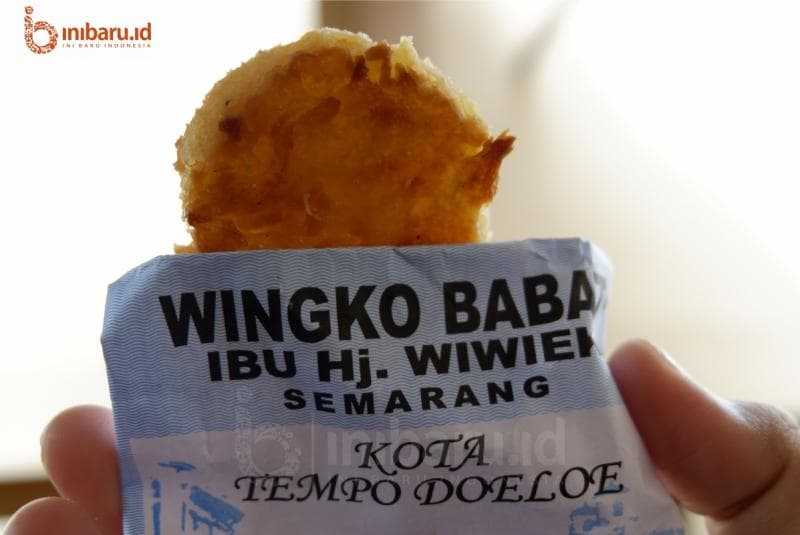 inibaru.id
INI BARU INDONESIA
WINGKO BABA
IBU Hj. WIWIEK
SEMARANG
KOTA
TEMPO DOELOE
inibaru.id